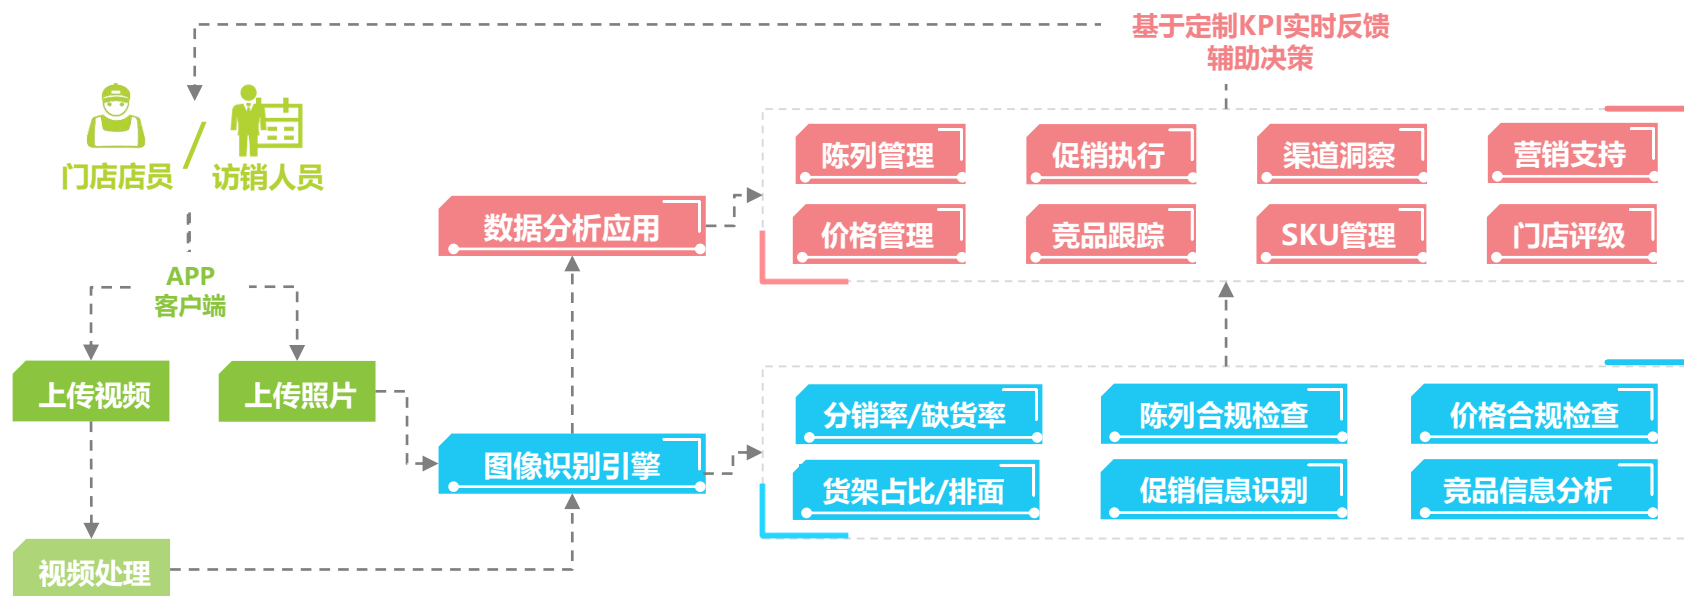 基于定制KPI实时反馈
辅助决策
门店店员
/
访销人员
APP
客户端
上传视频
上传照片
视频处理
数据分析应用
图像识别引擎
陈列管理
促销执行
渠道洞察
营销支持
价格管理
竞品跟踪
SKU管理
门店评级
分销率/缺货率
陈列合规检查
价格合规检查
货架占比/排面
促销信息识别
竞品信息分析